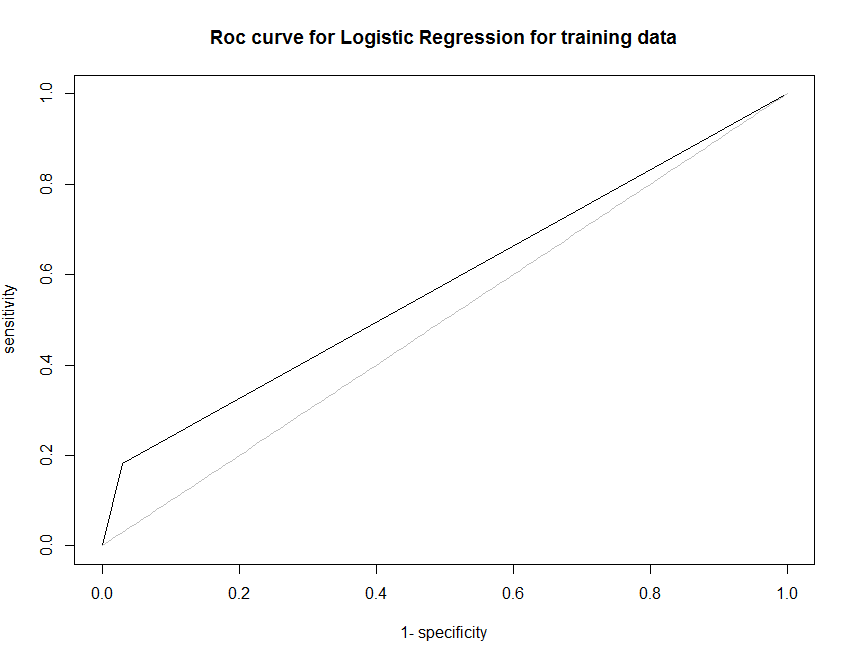 Roc curve for Logistic Regression for training data
1.0
0.8
0.6
0.4
0.2
0.0
sensitivity
0.0 0.2 0.4 0.6 0.8 1.0
1- specificity